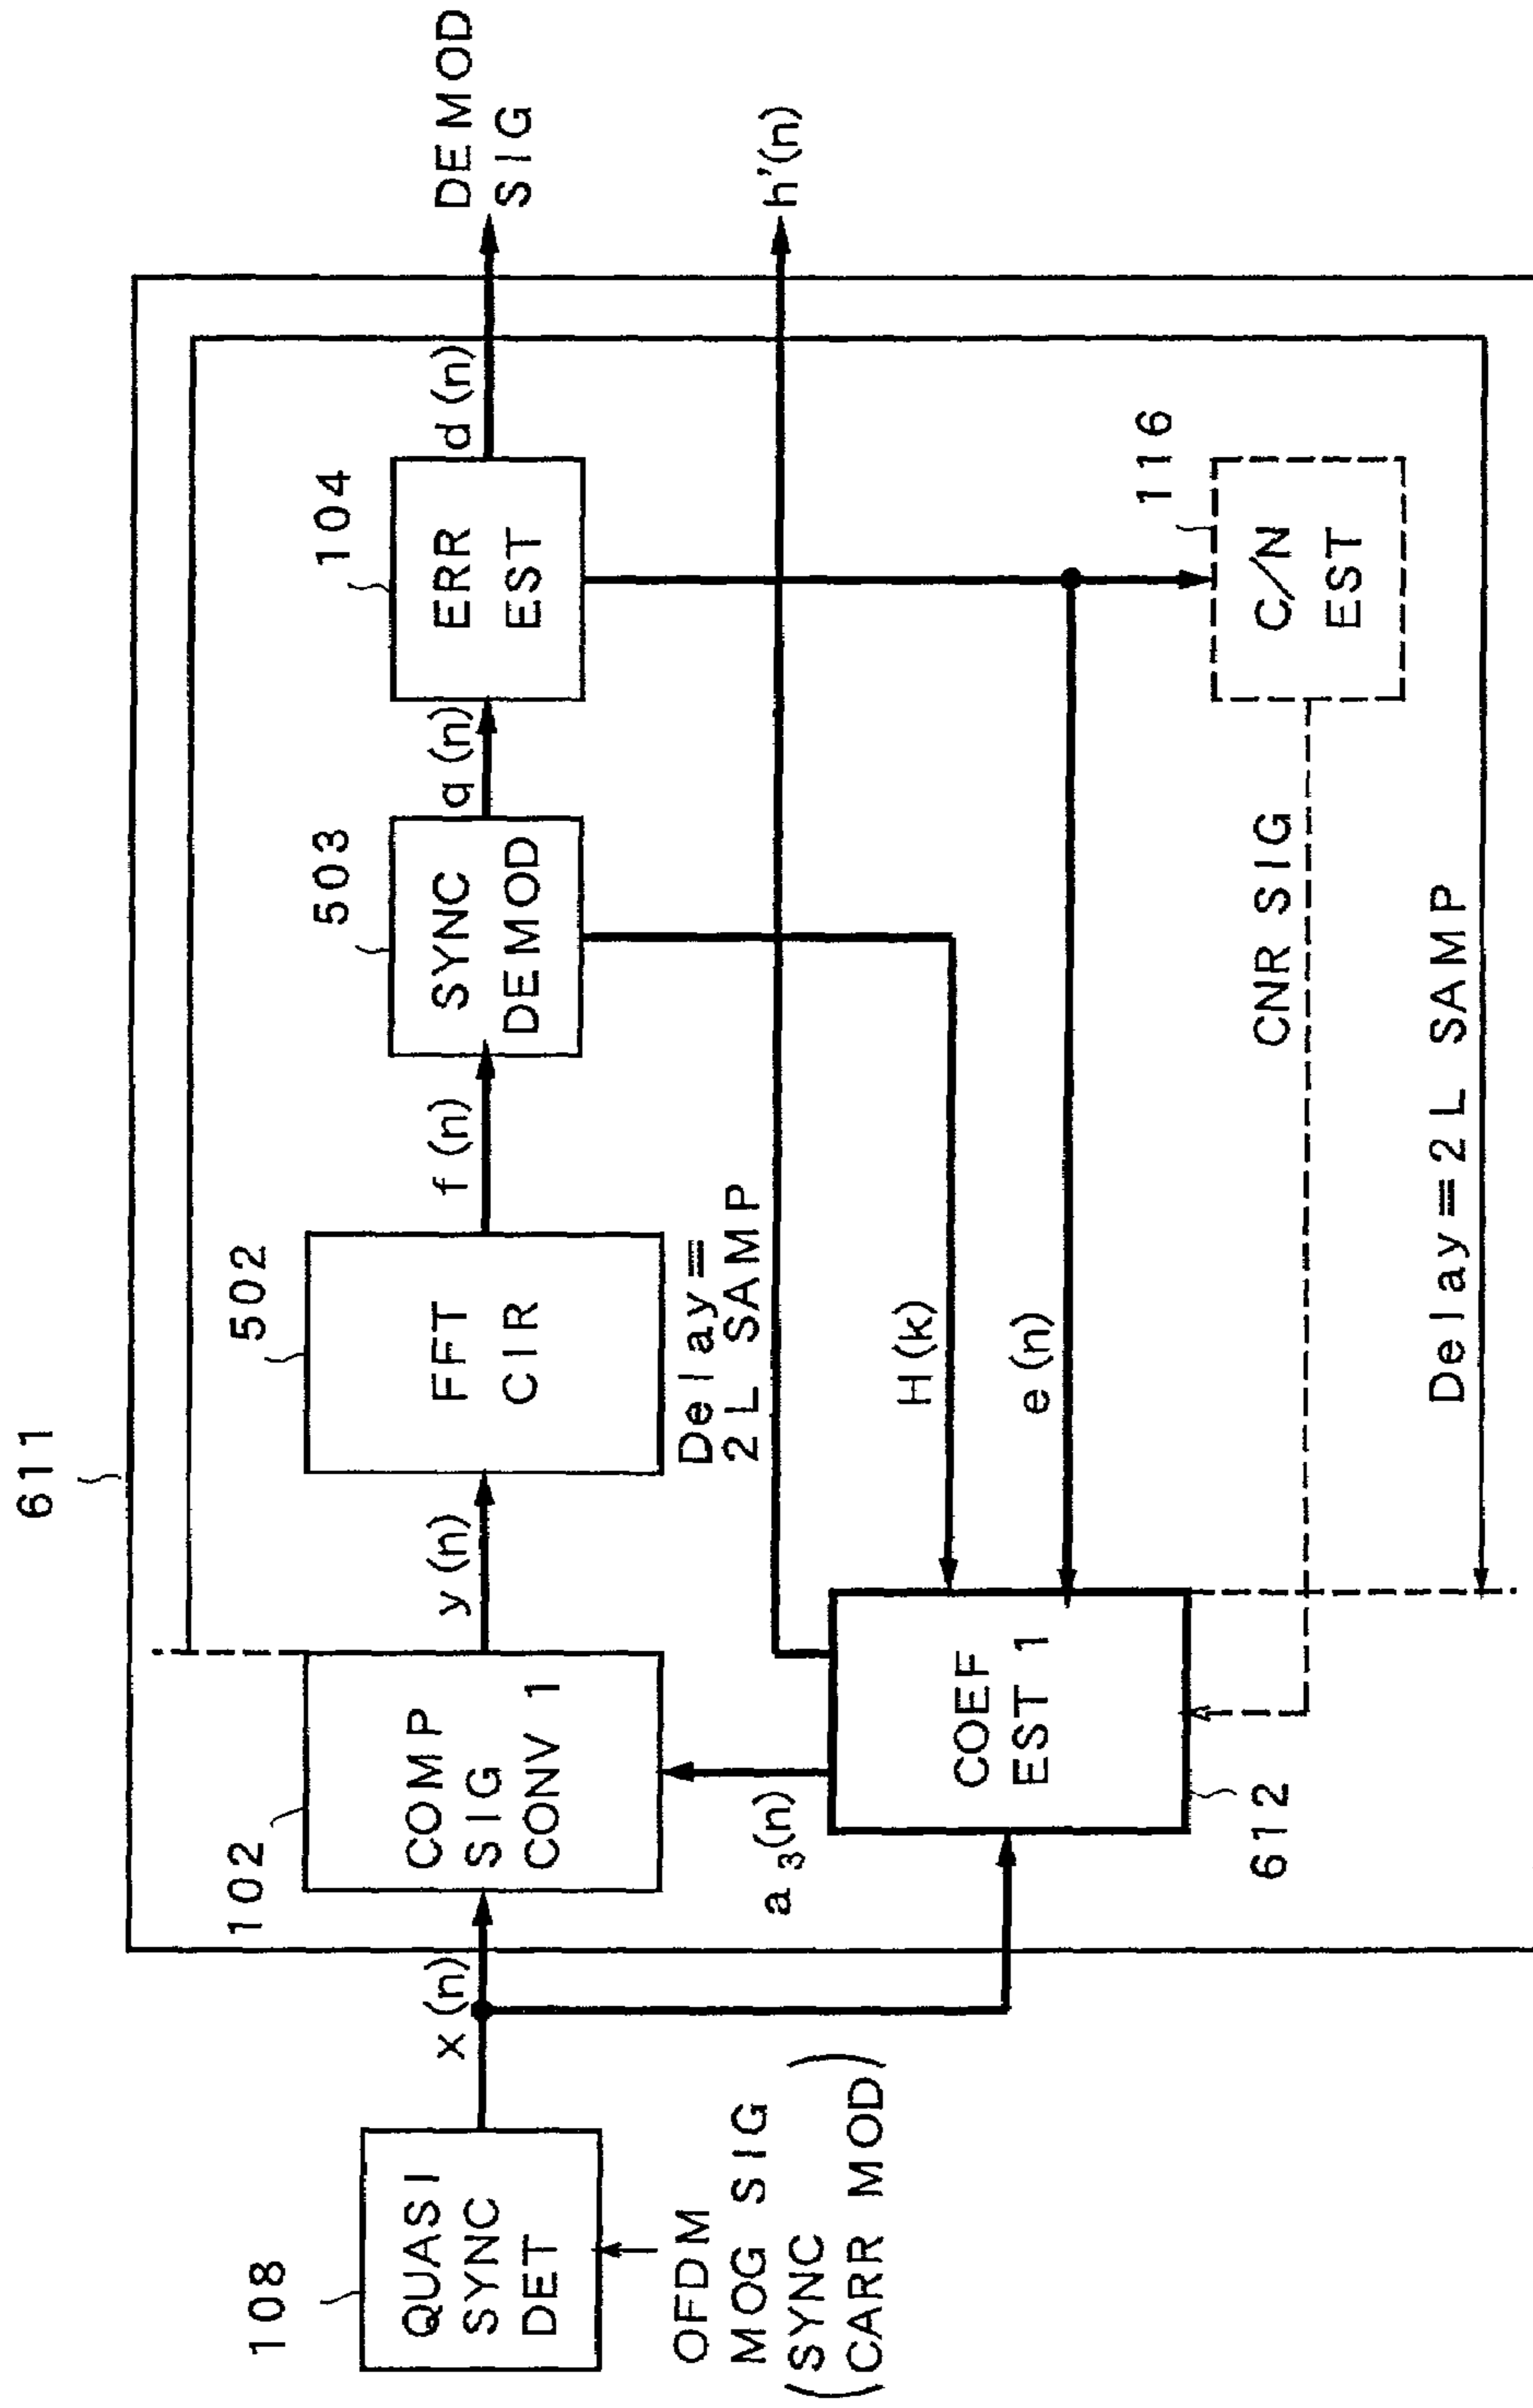 611
108
QUASI
SYNC
DET
OFDM
MOG SIG
(SYNC
CARR MOD)
x(n)
102
COMP
SIG
CONV 1
y(n)
502
FFT
CIR
f(n)
503
SYNC
DEMOD
q(n)
104
ERR
EST
d(n)
DEMOD
SIG
h'(n)
Delay=
2L SAMP
a3(n)
COEF
EST 1
612
H(k)
e(n)
116
C/N
EST
CNR SIG
Delay=2L SAMP